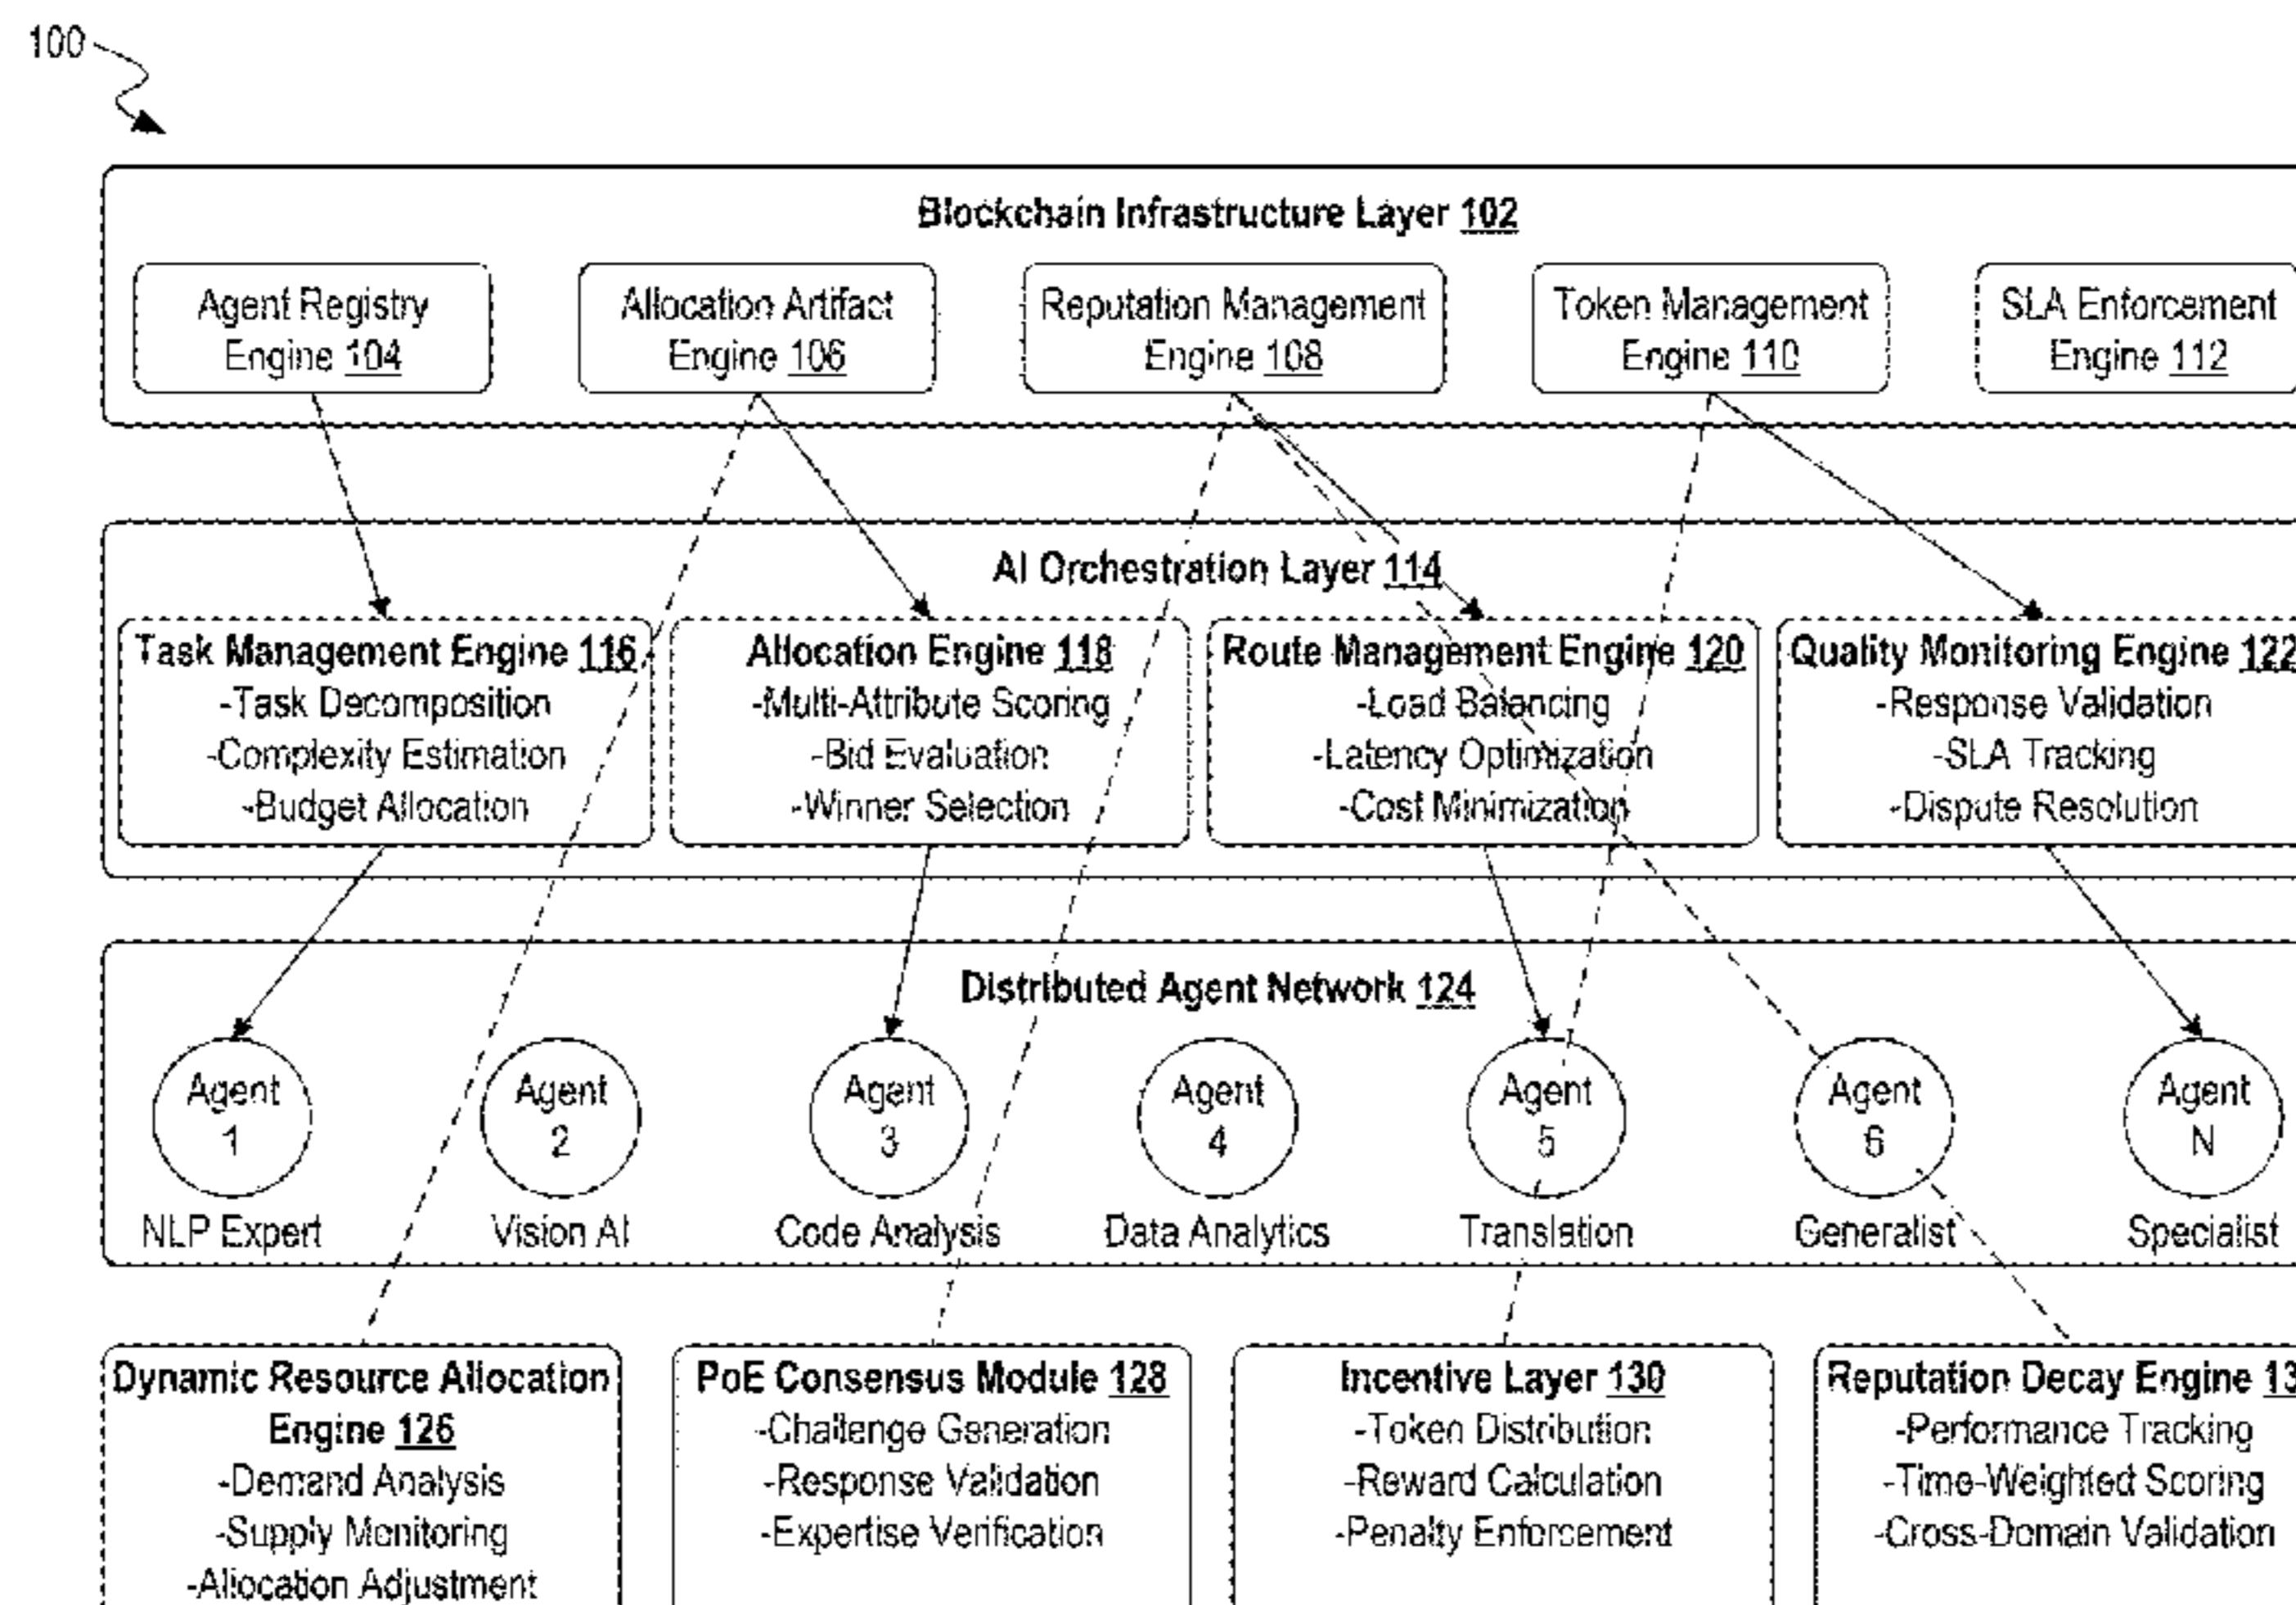 100
Blockchain Infrastructure Layer 102
Agent Registry
Engine 104
Allocation Artifact
Engine 106
Reputation Management
Engine 108
Token Management
Engine 110
SLA Enforcement
Engine 112
AI Orchestration Layer 114
Task Management Engine 116
-Task Decomposition
-Complexity Estimation
-Budget Allocation
Allocation Engine 118
-Multi-Attribute Scoring
-Bid Evaluation
-Winner Selection
Route Management Engine 120
-Load Balancing
-Latency Optimization
-Cost Minimization
Quality Monitoring Engine 122
-Response Validation
-SLA Tracking
-Dispute Resolution
Distributed Agent Network 124
Agent
1
NLP Expert
Agent
2
Vision AI
Agent
3
Code Analysis
Agent
4
Data Analytics
Agent
5
Translation
Agent
6
Generalist
Agent
N
Specialist
Dynamic Resource Allocation
Engine 126
-Demand Analysis
-Supply Monitoring
-Allocation Adjustment
PoE Consensus Module 128
-Challenge Generation
-Response Validation
-Expertise Verification
Incentive Layer 130
-Token Distribution
-Reward Calculation
-Penalty Enforcement
Reputation Decay Engine
-Performance Tracking
-Time-Weighted Scoring
-Cross-Domain Validation